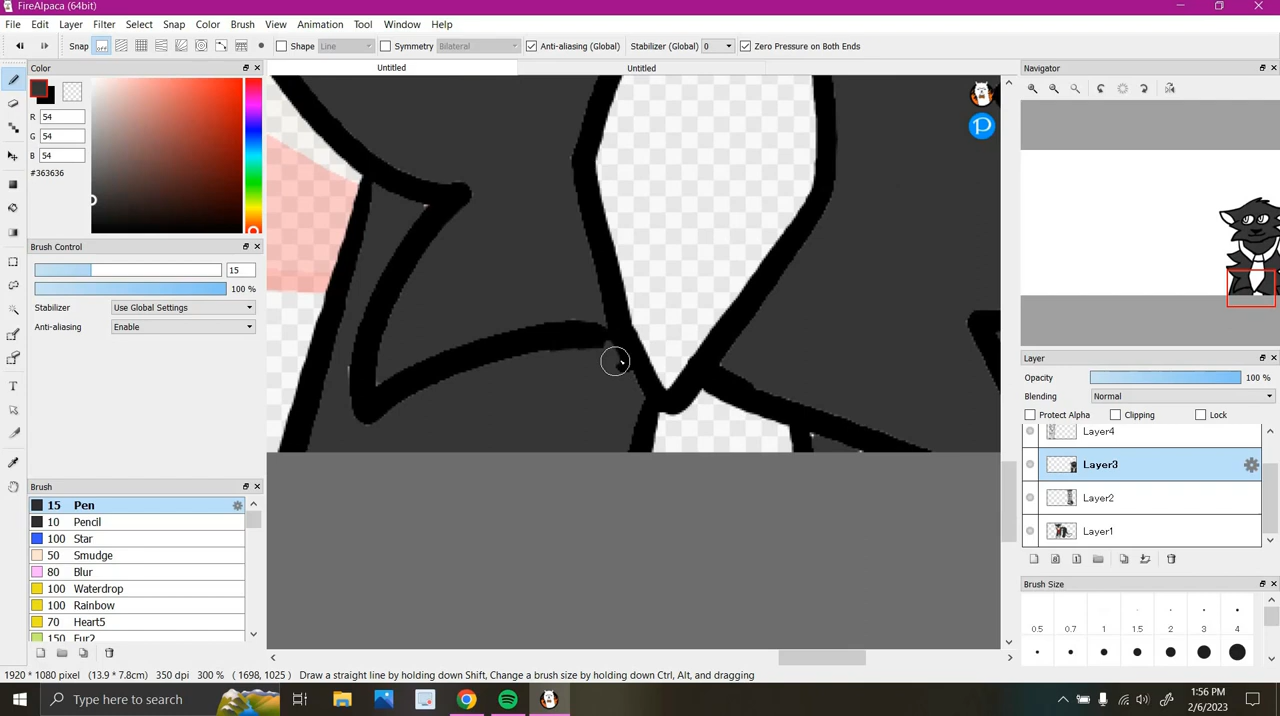 FireAlpaca (64bit)
File Edit Layer Filter Select Snap Color Brush View Animation Tool Window Help
Snap Shape Line Symmetry Bilateral Anti-aliasing (Global) Stabilizer (Global) 0 Zero Pressure on Both Ends
Color
Untitled
Untitled
Navigator
R 54
G 54
B 54
#363636
Brush Control
15
100 %
Stabilizer Use Global Settings
Anti-aliasing Enable
Layer
Opacity 100 %
Blending Normal
Protect Alpha Clipping Lock
Layer4
Layer3
Layer2
Layer1
Brush
15 Pen
10 Pencil
100 Star
50 Smudge
80 Blur
100 Waterdrop
100 Rainbow
70 Heart5
150 Fur2
Brush Size
0.5 0.7 1 1.5 2 3 4
1920 * 1080 pixel (13.9 * 7.8cm) 350 dpi 300 % ( 1698, 1025 ) Draw a straight line by holding down Shift, Change a brush size by holding down Ctrl, Alt, and dragging
Type here to search
1:56 PM
2/6/2023